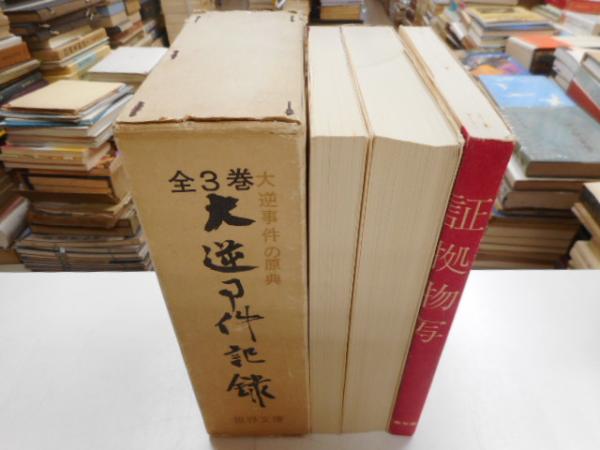 全3巻
大逆事件の原典
大逆事件記録
世界文庫
証拠物写